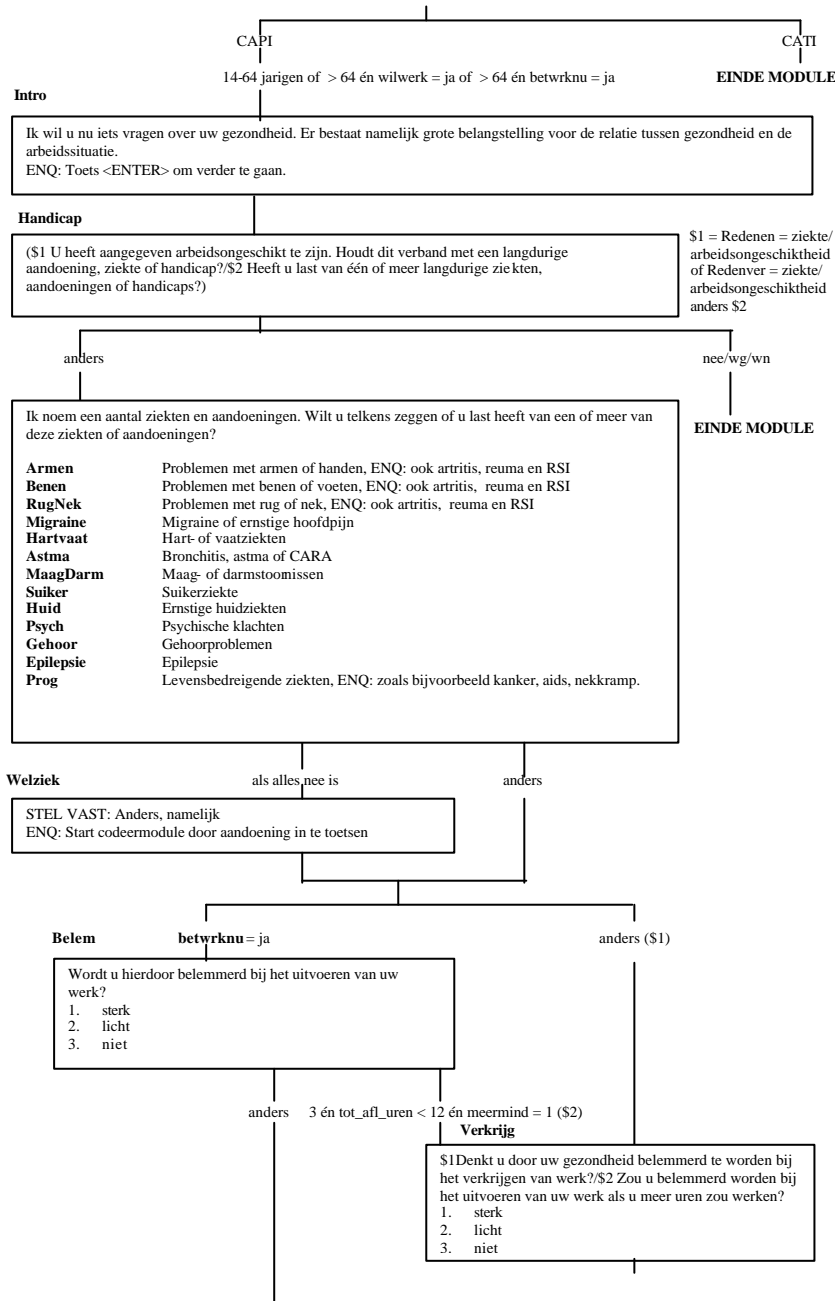 CAPI
CATI
14-64 jarigen of > 64 én wilwerk = ja of > 64 én betwrknu = ja
EINDE MODULE
Intro
Ik wil u nu iets vragen over uw gezondheid. Er bestaat namelijk grote belangstelling voor de relatie tussen gezondheid en de
arbeidssituatie.
ENQ: Toets <ENTER> om verder te gaan.
Handicap
($1 U heeft aangegeven arbeidsongeschikt te zijn. Houdt dit verband met een langdurige
aandoening, ziekte of handicap?/$2 Heeft u last van één of meer langdurige ziekten,
aandoeningen of handicaps?)
$1 = Redenen = ziekte/
arbeidsongeschiktheid
of Redenver = ziekte/
arbeidsongeschiktheid
anders $2
anders
nee/wg/wn
EINDE MODULE
Ik noem een aantal ziekten en aandoeningen. Wilt u telkens zeggen of u last heeft van een of meer van
deze ziekten of aandoeningen?
Armen Problemen met armen of handen, ENQ: ook artritis, reuma en RSI
Benen Problemen met benen of voeten, ENQ: ook artritis, reuma en RSI
RugNek Problemen met rug of nek, ENQ: ook artritis, reuma en RSI
Migraine Migraine of ernstige hoofdpijn
Hartvaat Hart- of vaatziekten
Astma Bronchitis, astma of CARA
MaagDarm Maag- of darmstoornissen
Suiker Suikerziekte
Huid Ernstige huidziekten
Psych Psychische klachten
Gehoor Gehoorproblemen
Epilepsie Epilepsie
Prog Levensbedreigende ziekten, ENQ: zoals bijvoorbeeld kanker, aids, nekkramp.
Welziek
als alles nee is
anders
STEL VAST: Anders, namelijk
ENQ: Start codeermodule door aandoening in te toetsen
Belem betwrknu = ja
anders ($1)
Wordt u hierdoor belemmerd bij het uitvoeren van uw
werk?
1. sterk
2. licht
3. niet
anders 3 én tot_afl_uren < 12 én meermind = 1 ($2)
Verkrijg
$1Denkt u door uw gezondheid belemmerd te worden bij
het verkrijgen van werk?/$2 Zou u belemmerd worden bij
het uitvoeren van uw werk als u meer uren zou werken?
1. sterk
2. licht
3. niet